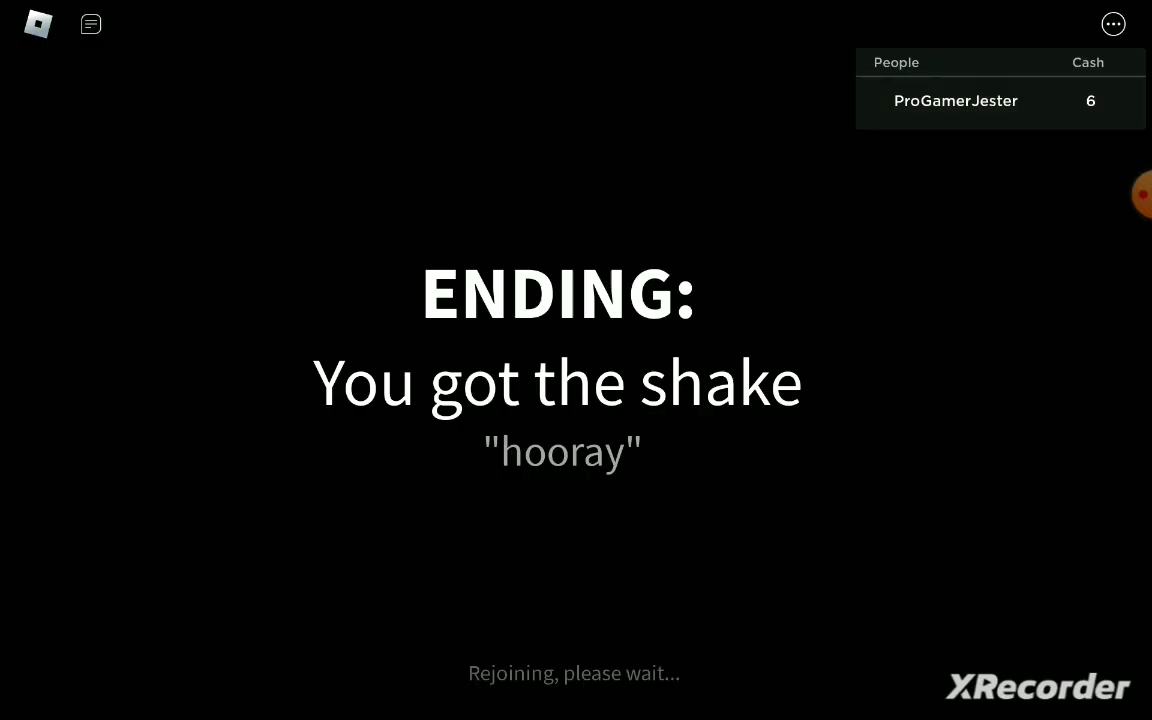 People Cash
ProGamerJester 6
ENDING:
You got the shake
"hooray"
Rejoining, please wait...
XRecorder